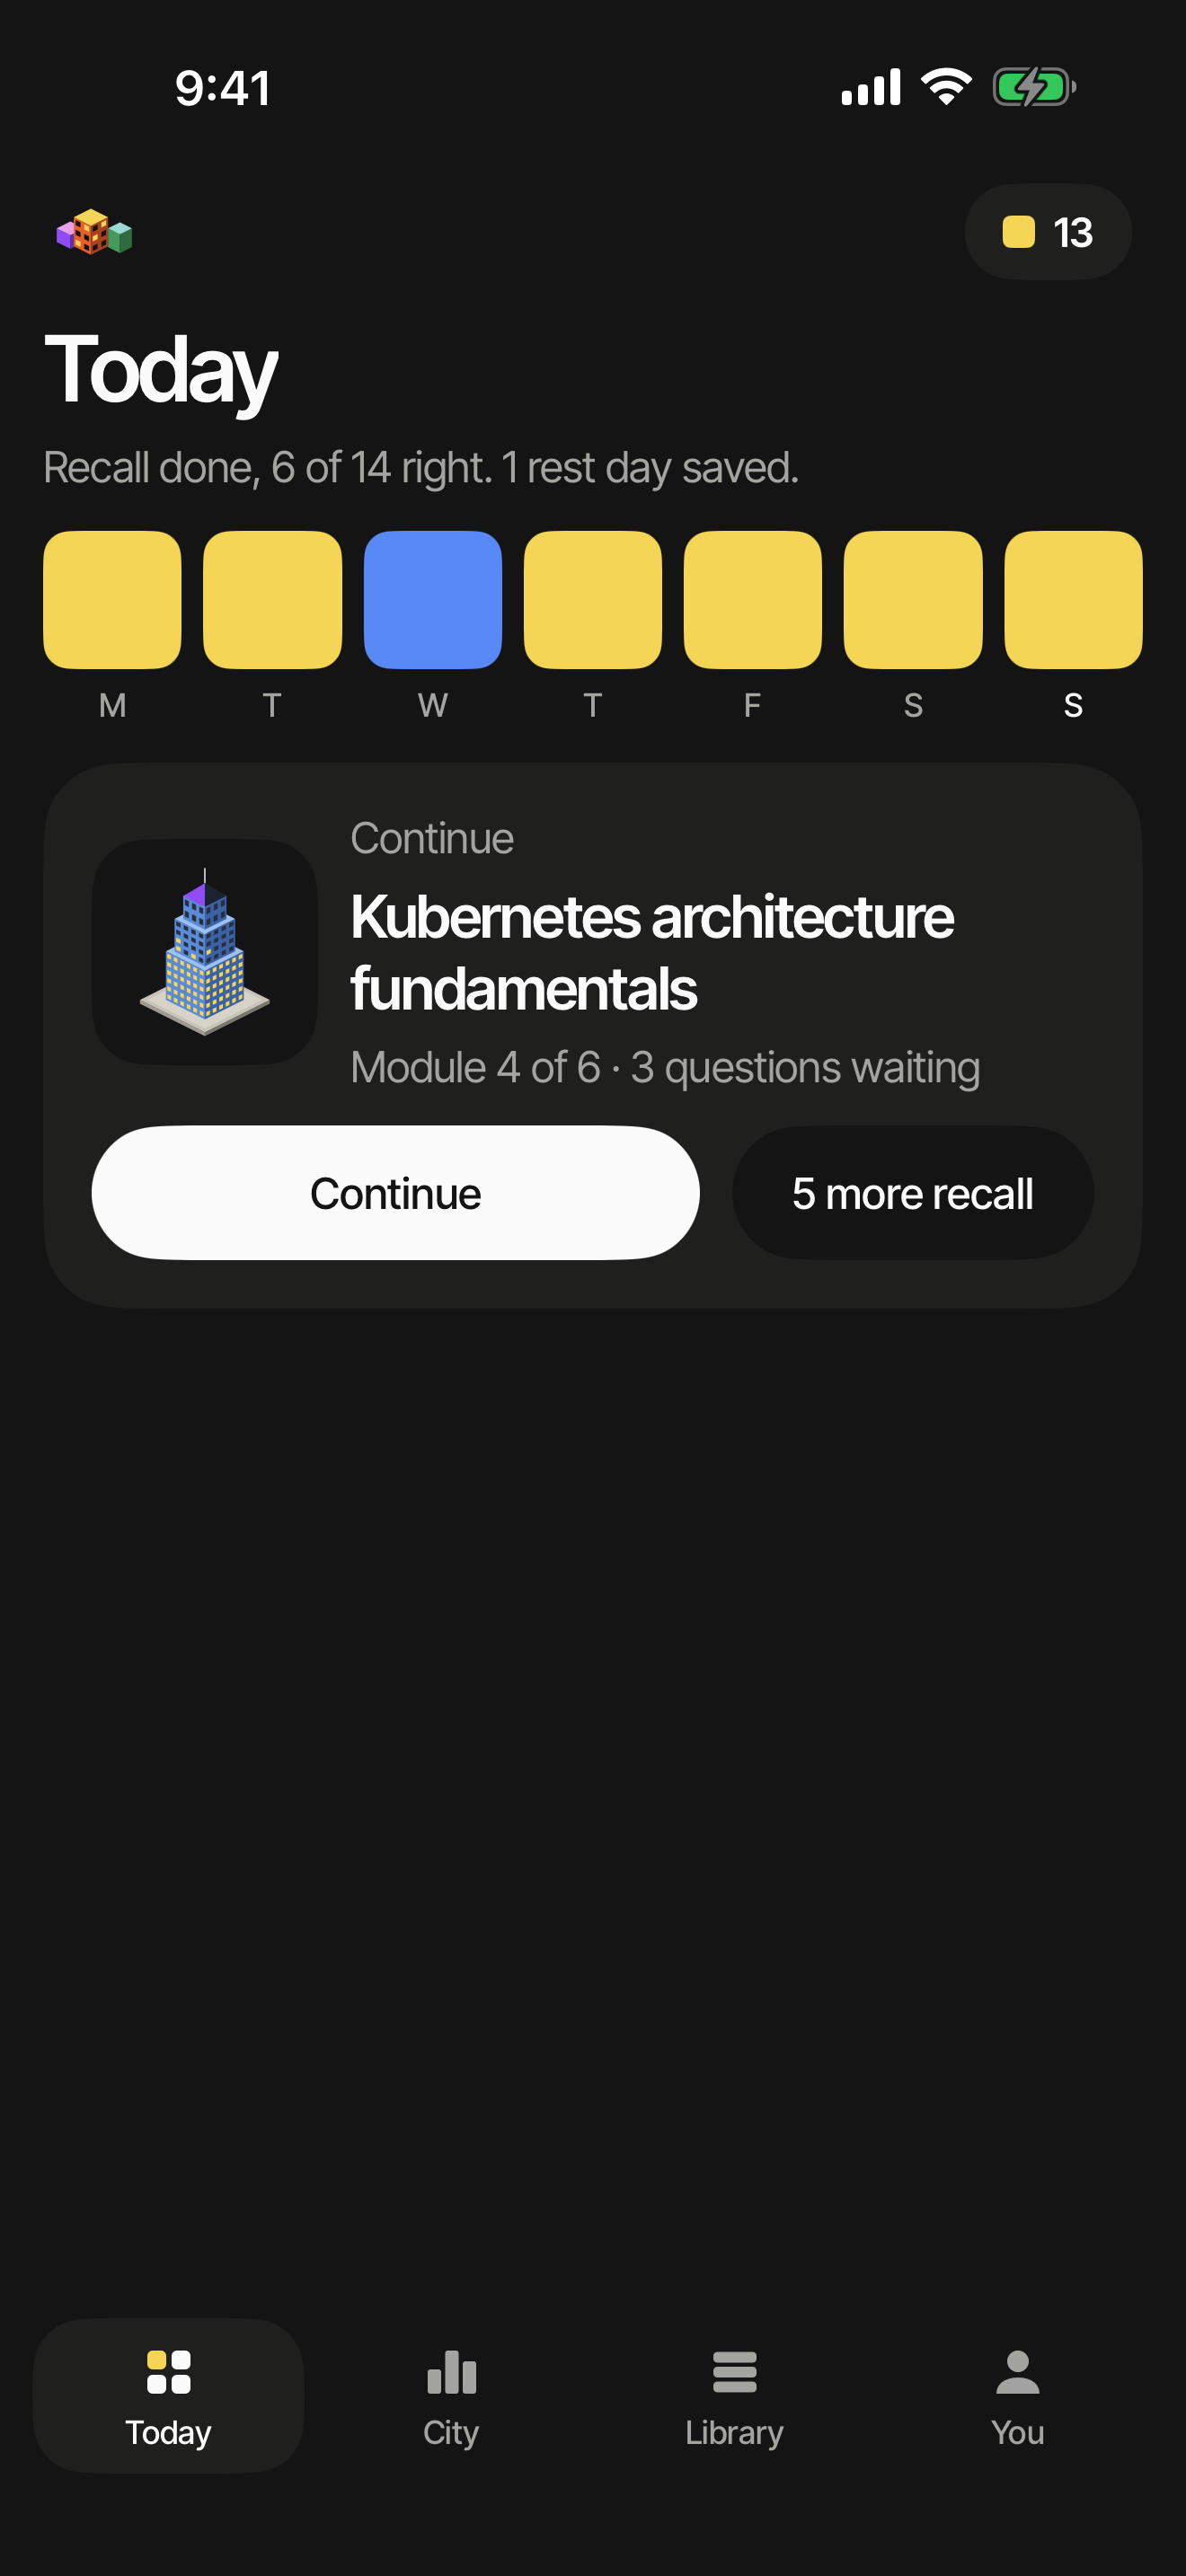 9:41
13
Today
Recall done, 6 of 14 right. 1 rest day saved.
M T W T F S S
Continue
Kubernetes architecture
fundamentals
Module 4 of 6 · 3 questions waiting
Continue
5 more recall
Today
City
Library
You